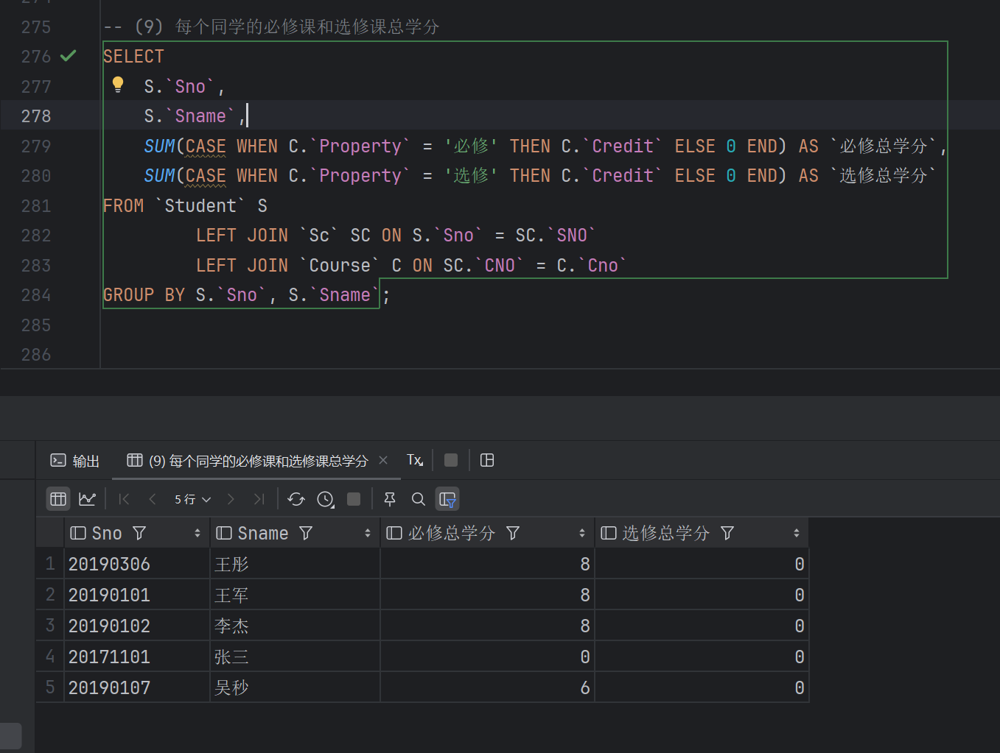 275 -- (9) 每个同学的必修课和选修课总学分
276 SELECT
277 S.`Sno`,
278 S.`Sname`,
279 SUM(CASE WHEN C.`Property` = '必修' THEN C.`Credit` ELSE 0 END) AS `必修总学分`,
280 SUM(CASE WHEN C.`Property` = '选修' THEN C.`Credit` ELSE 0 END) AS `选修总学分`
281 FROM `Student` S
282 LEFT JOIN `Sc` SC ON S.`Sno` = SC.`SNO`
283 LEFT JOIN `Course` C ON SC.`CNO` = C.`Cno`
284 GROUP BY S.`Sno`, S.`Sname`;
285
286
输出 (9) 每个同学的必修课和选修课总学分 Tx
5 行
Sno Sname 必修总学分 选修总学分
1 20190306 王彤 8 0
2 20190101 王军 8 0
3 20190102 李杰 8 0
4 20171101 张三 0 0
5 20190107 吴秒 6 0